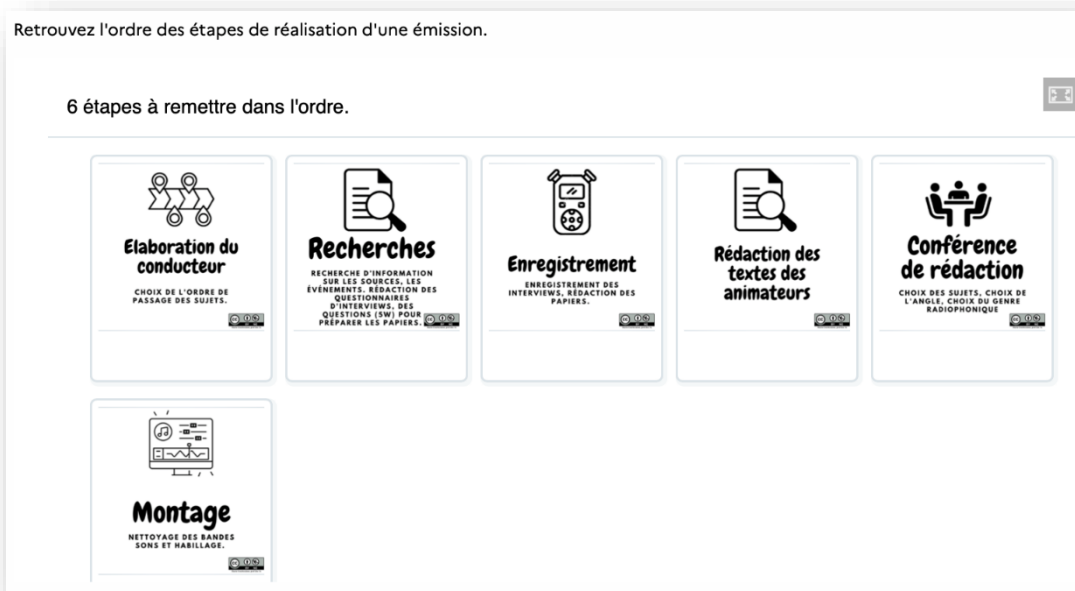 Retrouvez l'ordre des étapes de réalisation d'une émission.
6 étapes à remettre dans l'ordre.
Elaboration du
conducteur
CHOIX DE L'ORDRE DE
PASSAGE DES SUJETS.
Recherches
RECHERCHE D'INFORMATION
SUR LES SOURCES, LES
ÉVÉNEMENTS. RÉDACTION DES
QUESTIONNAIRES
D'INTERVIEWS, DES
QUESTIONS (5W) POUR
PRÉPARER LES PAPIERS.
Enregistrement
ENREGISTREMENT DES
INTERVIEWS, RÉDACTION DES
PAPIERS.
Rédaction des
textes des
animateurs
Conférence
de rédaction
CHOIX DES SUJETS, CHOIX DE
L'ANGLE, CHOIX DU GENRE
RADIOPHONIQUE
Montage
NETTOYAGE DES BANDES
SONS ET HABILLAGE.